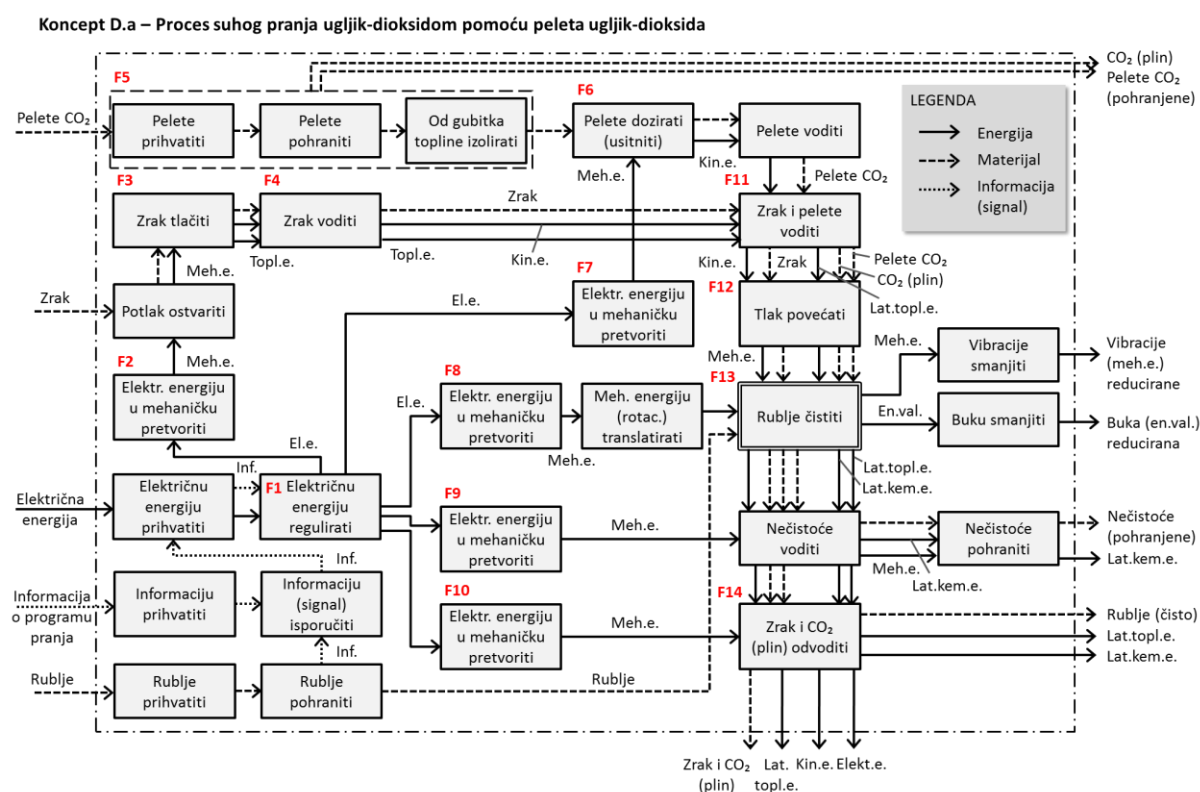 Koncept D.a – Proces suhog pranja ugljik-dioksidom pomoću peleta ugljik-dioksida
CO₂ (plin)
Pelete CO₂
(pohranjene)
F5
F6
LEGENDA
Energija
Materijal
Informacija
(signal)
Pelete CO₂
Pelete
prihvatiti
Pelete
pohraniti
Od gubitka
topline izolirati
Pelete dozirati
(usitniti)
Pelete voditi
Kin.e.
Meh.e.
Pelete CO₂
F3
F4
F11
Zrak tlačiti
Zrak voditi
Zrak
Zrak i pelete
voditi
Topl.e.
Topl.e.
Kin.e.
Meh.e.
Kin.e.
Zrak
Pelete CO₂
CO₂ (plin)
Lat.topl.e.
F7
F12
Zrak
Potlak ostvariti
El.e.
Elektr. energiju
u mehaničku
pretvoriti
Tlak povećati
Meh.e.
F2
Elektr. energiju
u mehaničku
pretvoriti
F8
El.e.
Elektr. energiju
u mehaničku
pretvoriti
Meh.e.
Meh. energiju
(rotac.)
translatirati
Meh.e.
F13
Rublje čistiti
Meh.e.
Vibracije
smanjiti
Vibracije
(meh.e.)
reducirane
En.val.
Buku smanjiti
Buka (en.val.)
reducirana
El.e.
Inf.
Lat.topl.e.
Lat.kem.e.
Električna
energija
Električnu
energiju
prihvatiti
F1
Električnu
energiju
regulirati
F9
Elektr. energiju
u mehaničku
pretvoriti
Meh.e.
Nečistoće
voditi
Nečistoće
pohraniti
Nečistoće
(pohranjene)
Lat.kem.e.
Meh.e.
Lat.kem.e.
Inf.
Informacija
o programu
pranja
Informaciju
prihvatiti
Informaciju
(signal)
isporučiti
F10
Elektr. energiju
u mehaničku
pretvoriti
Meh.e.
F14
Zrak i CO₂
(plin) odvoditi
Rublje (čisto)
Lat.topl.e.
Lat.kem.e.
Inf.
Rublje
Rublje
prihvatiti
Rublje
pohraniti
Rublje
Zrak i CO₂
(plin)
Lat.
topl.e.
Kin.e.
Elekt.e.